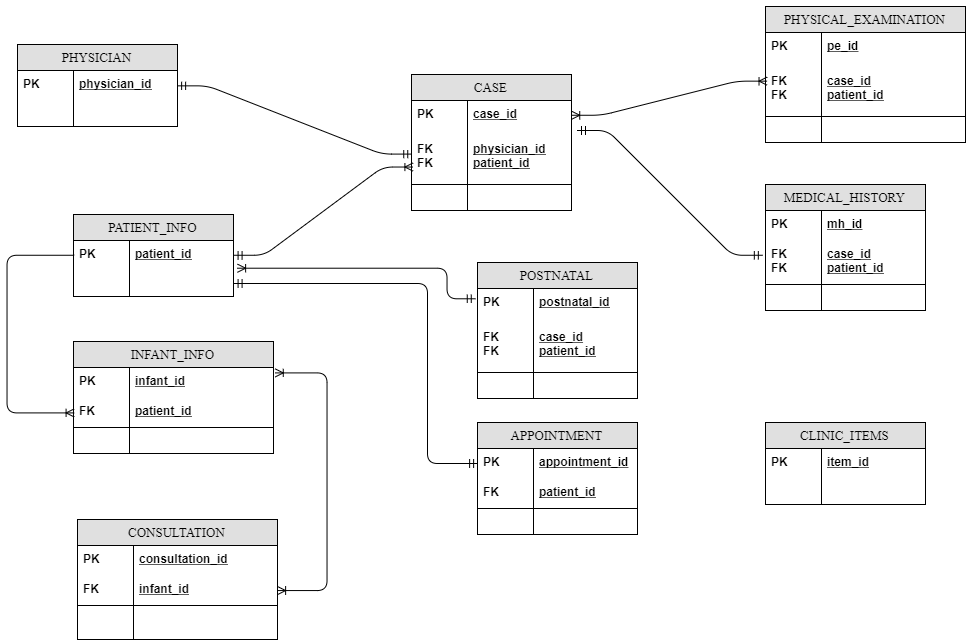 PHYSICIAN
PK physician_id
CASE
PK case_id
FK physician_id
FK patient_id
PHYSICAL_EXAMINATION
PK pe_id
FK case_id
FK patient_id
PATIENT_INFO
PK patient_id
MEDICAL_HISTORY
PK mh_id
FK case_id
FK patient_id
POSTNATAL
PK postnatal_id
FK case_id
FK patient_id
INFANT_INFO
PK infant_id
FK patient_id
APPOINTMENT
PK appointment_id
FK patient_id
CLINIC_ITEMS
PK item_id
CONSULTATION
PK consultation_id
FK infant_id